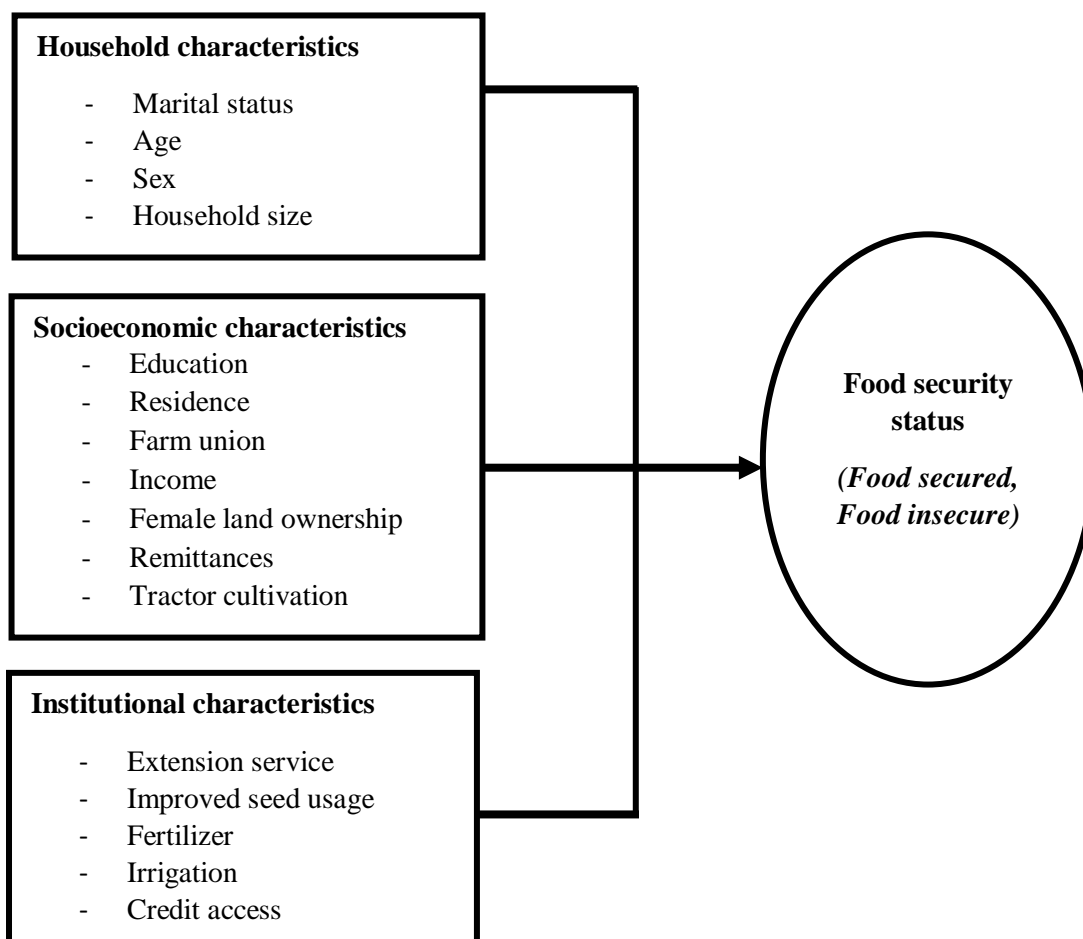 Household characteristics
- Marital status
- Age
- Sex
- Household size
Socioeconomic characteristics
- Education
- Residence
- Farm union
- Income
- Female land ownership
- Remittances
- Tractor cultivation
Institutional characteristics
- Extension service
- Improved seed usage
- Fertilizer
- Irrigation
- Credit access
Food security
status
(Food secured,
Food insecure)